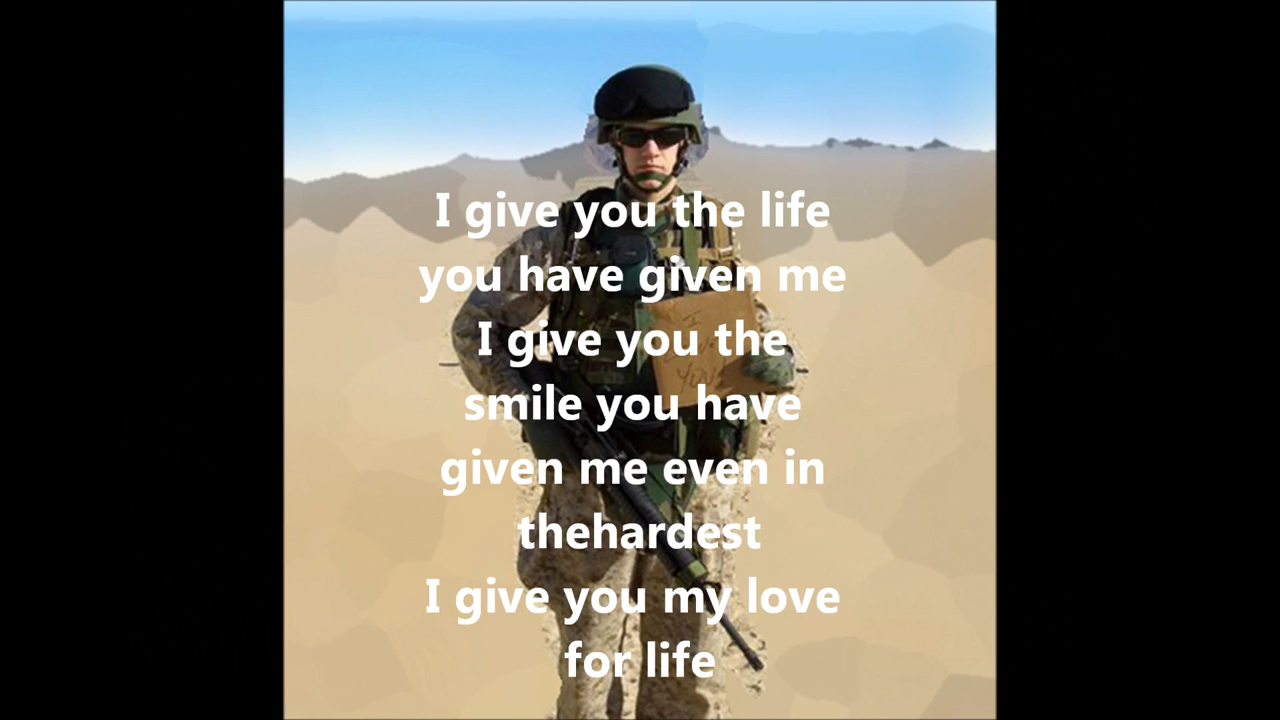 I give you the life
you have given me
I give you the
smile you have
given me even in
thehardest
I give you my love
for life